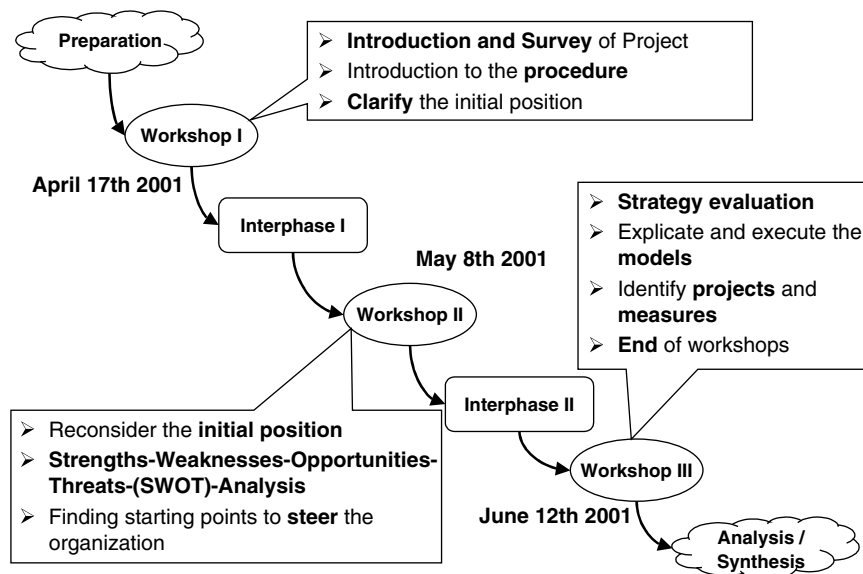 Preparation
➢ Introduction and Survey of Project
➢ Introduction to the procedure
➢ Clarify the initial position
Workshop I
April 17th 2001
Interphase I
➢ Strategy evaluation
➢ Explicate and execute the
models
➢ Identify projects and
measures
➢ End of workshops
May 8th 2001
Workshop II
Interphase II
➢ Reconsider the initial position
➢ Strengths-Weaknesses-Opportunities-
Threats-(SWOT)-Analysis
➢ Finding starting points to steer the
organization
Workshop III
June 12th 2001
Analysis /
Synthesis